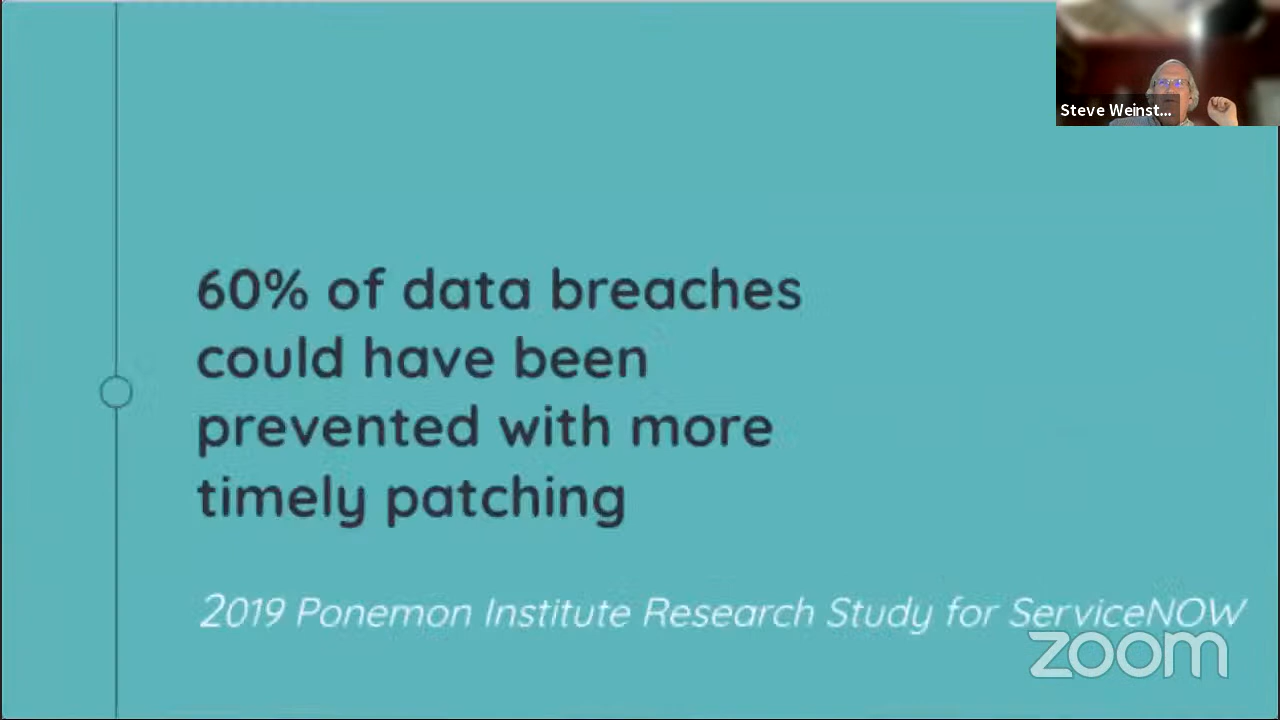 Steve Weinst...
60% of data breaches
could have been
prevented with more
timely patching
2019 Ponemon Institute Research Study for ServiceNOW
zoom